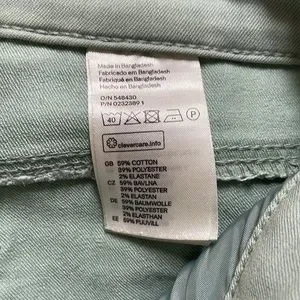 Made in Bangladesh
Fabricado em Bangladesh
Fabriqué en Bangladesh
Hecho en Bangladesh
O/N 548430
P/N 0232389 1
40 P
clevercare.info
GB 59% COTTON
39% POLYESTER
2% ELASTANE
CZ 59% BAVLNA
39% POLYESTER
2% ELASTAN
DE 59% BAUMWOLLE
39% POLYESTER
2% ELASTHAN
EE 59% PUUVILL